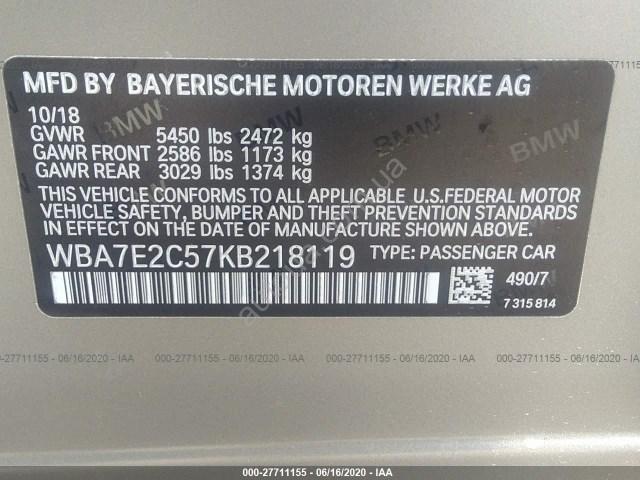 MFD BY BAYERISCHE MOTOREN WERKE AG
10/18
GVWR 5450 lbs 2472 kg
GAWR FRONT 2586 lbs 1173 kg
GAWR REAR 3029 lbs 1374 kg
THIS VEHICLE CONFORMS TO ALL APPLICABLE U.S.FEDERAL MOTOR
VEHICLE SAFETY, BUMPER AND THEFT PREVENTION STANDARDS
IN EFFECT ON THE DATE OF MANUFACTURE SHOWN ABOVE.
WBA7E2C57KB218119 TYPE: PASSENGER CAR
490/7
7 315 814
000-27711155 - 06/16/2020 - IAA